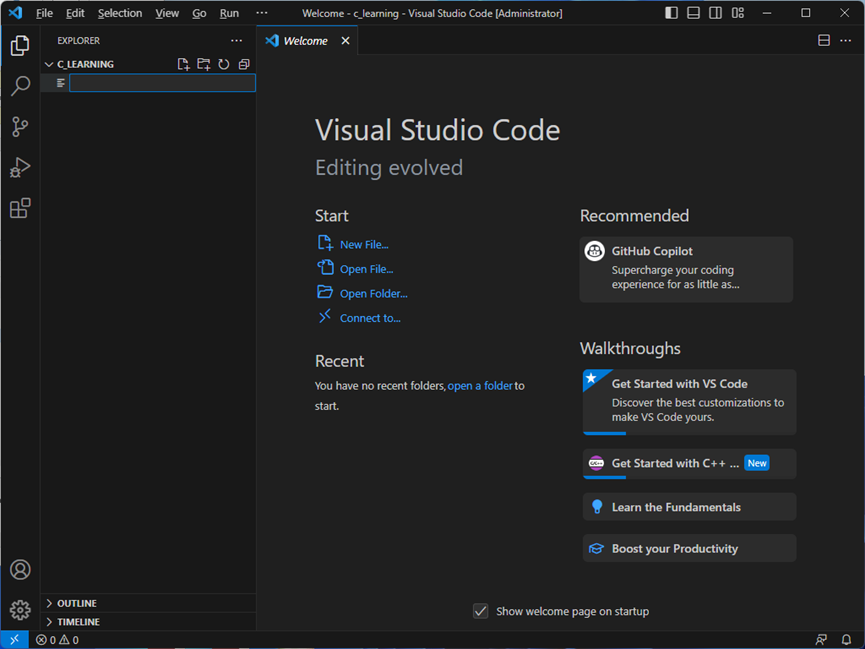 File Edit Selection View Go Run ··· Welcome - c_learning - Visual Studio Code [Administrator]
EXPLORER ···
Welcome
C_LEARNING
Visual Studio Code
Editing evolved
Start
New File...
Open File...
Open Folder...
Connect to...
Recent
You have no recent folders, open a folder to
start.
Recommended
GitHub Copilot
Supercharge your coding
experience for as little as...
Walkthroughs
Get Started with VS Code
Discover the best customizations to
make VS Code yours.
C/C++
Get Started with C++ ... New
Learn the Fundamentals
Boost your Productivity
OUTLINE
TIMELINE
Show welcome page on startup
0 0